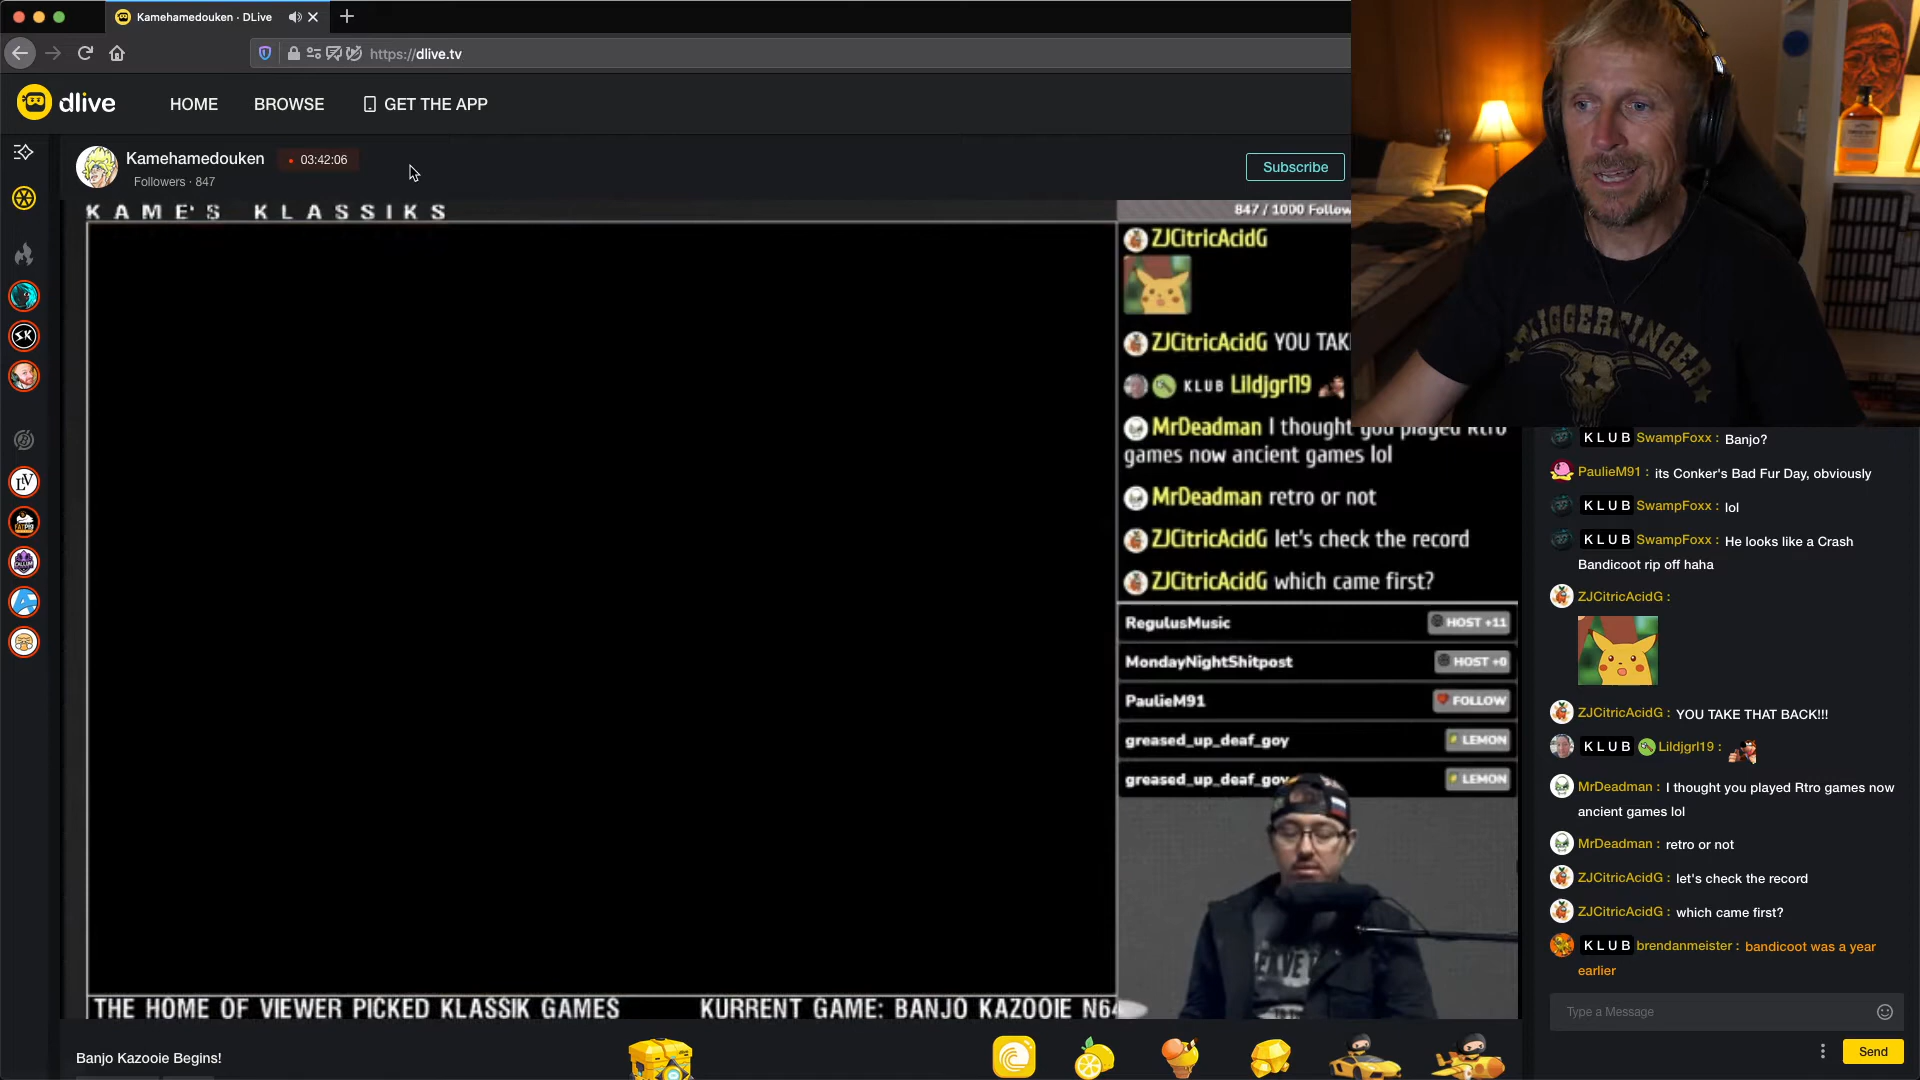 Kamehamedouken · DLive
https://dlive.tv
dlive
HOME
BROWSE
GET THE APP
Kamehamedouken
03:42:06
Followers · 847
Subscribe
KAME'S KLASSIKS
847 / 1000 Follow
ZJCitricAcidG
ZJCitricAcidG YOU TAK
KLUB Lildjgrl19
MrDeadman I thought you played Rtro
games now ancient games lol
MrDeadman retro or not
ZJCitricAcidG let's check the record
ZJCitricAcidG which came first?
RegulusMusic HOST +11
MondayNightShitpost HOST +0
PaulieM91 FOLLOW
greased_up_deaf_goy LEMON
greased_up_deaf_goy LEMON
THE HOME OF VIEWER PICKED KLASSIK GAMES
KURRENT GAME: BANJO KAZOOIE N64
Banjo Kazooie Begins!
TRIGGERFINGER
KLUB SwampFoxx : Banjo?
PaulieM91 : its Conker's Bad Fur Day, obviously
KLUB SwampFoxx : lol
KLUB SwampFoxx : He looks like a Crash
Bandicoot rip off haha
ZJCitricAcidG :
ZJCitricAcidG : YOU TAKE THAT BACK!!!
KLUB Lildjgrl19 :
MrDeadman : I thought you played Rtro games now
ancient games lol
MrDeadman : retro or not
ZJCitricAcidG : let's check the record
ZJCitricAcidG : which came first?
KLUB brendanmeister : bandicoot was a year
earlier
Type a Message
Send